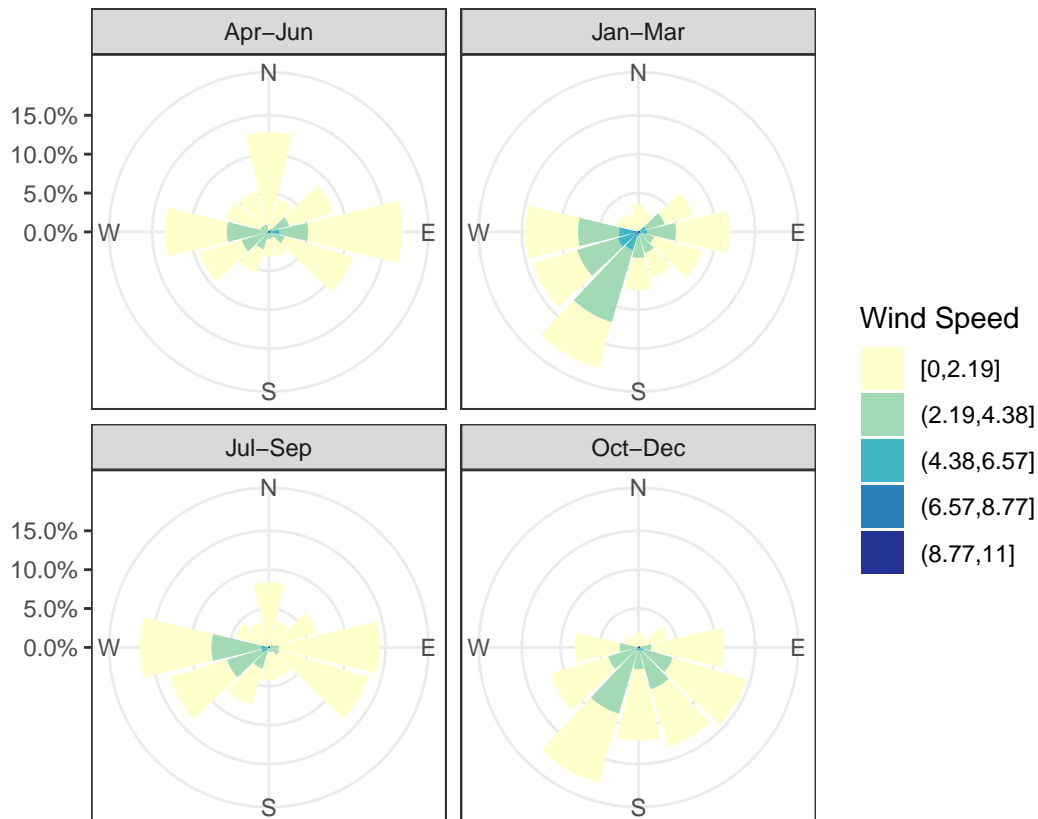 Apr−Jun
Jan−Mar
N
N
15.0%
10.0%
5.0%
0.0%
W
E
W
E
S
S
Jul−Sep
Oct−Dec
N
N
15.0%
10.0%
5.0%
0.0%
W
E
W
E
S
S
Wind Speed
[0,2.19]
(2.19,4.38]
(4.38,6.57]
(6.57,8.77]
(8.77,11]